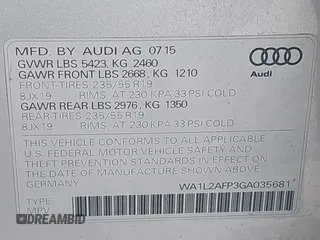 MFD. BY AUDI AG 07 15
GVWR LBS 5423, KG 2460
GAWR FRONT LBS 2668, KG 1210
FRONT-TIRES 235/55 R19
8JX19 RIMS AT 230 KPA 33 PSI COLD
GAWR REAR LBS 2976, KG 1350
REAR-TIRES 235/55 R19
8JX19 RIMS AT 230 KPA 33 PSI COLD
Audi
THIS VEHICLE CONFORMS TO ALL APPLICABLE
U.S. FEDERAL MOTOR VEHICLE SAFETY AND
THEFT PREVENTION STANDARDS IN EFFECT ON
THE DATE OF MANUFACTURE SHOWN ABOVE.
GERMANY
WA1L2AFP3GA035681
TYPE
MPV
DREAMBID